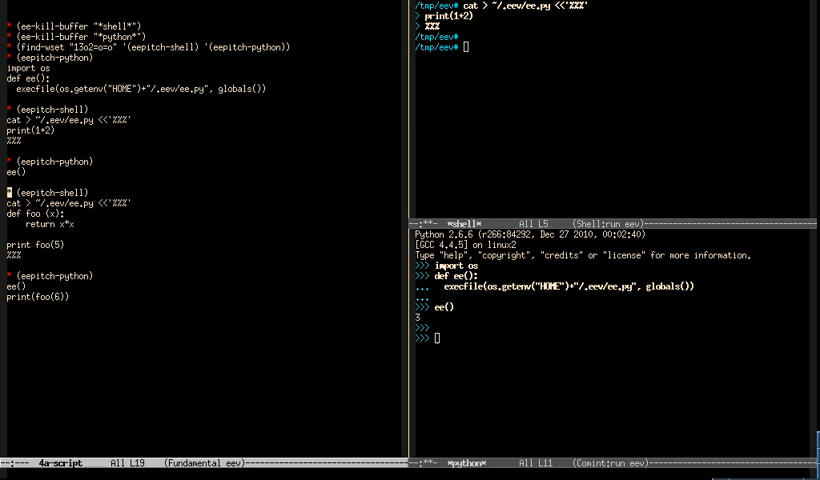 * (ee-kill-buffer "*shell*")
* (ee-kill-buffer "*python*")
* (find-wset "13o2=o=o" '(eepitch-shell) '(eepitch-python))
* (eepitch-python)
import os
def ee():
  execfile(os.getenv("HOME")+"/.eev/ee.py", globals())
* (eepitch-shell)
cat > ~/.eev/ee.py <<'%%%'
print(1+2)
%%%
* (eepitch-python)
ee()
* (eepitch-shell)
cat > ~/.eev/ee.py <<'%%%'
def foo (x):
    return x*x
print foo(5)
%%%
* (eepitch-python)
ee()
print(foo(6))
--:---  4a-script      All L19    (Fundamental eev)
/tmp/eev# cat > ~/.eev/ee.py <<'%%%'
> print(1+2)
> %%%
/tmp/eev#
/tmp/eev#
--:**-  *shell*        All L5     (Shell:run eev)
Python 2.6.6 (r266:84292, Dec 27 2010, 00:02:40)
[GCC 4.4.5] on linux2
Type "help", "copyright", "credits" or "license" for more information.
>>> import os
>>> def ee():
...   execfile(os.getenv("HOME")+"/.eev/ee.py", globals())
...
>>> ee()
3
>>>
>>>
--:**-  *python*       All L11    (Comint:run eev)